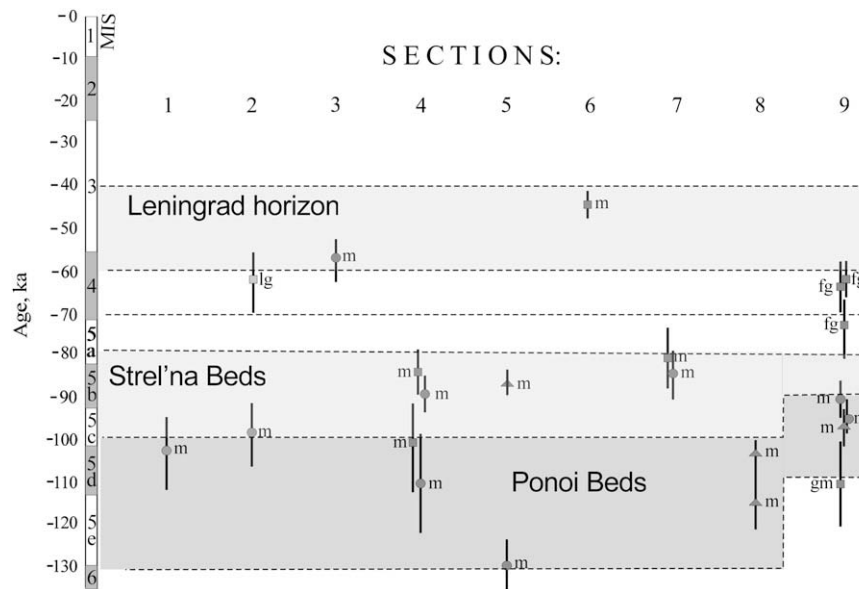 SECTIONS:
MIS
Age, ka
-0
-10
-20
-30
-40
-50
-60
-70
-80
-90
-100
-110
-120
-130
1
2
3
4
5
a
5
b
5
c
5
d
5
e
6
1 2 3 4 5 6 7 8 9
Leningrad horizon
m
m
lg
fg
fg
fg
Strel'na Beds
m
m
m
m
m
m
m
m
m
m
m
Ponoi Beds
m
m
m
gm
m